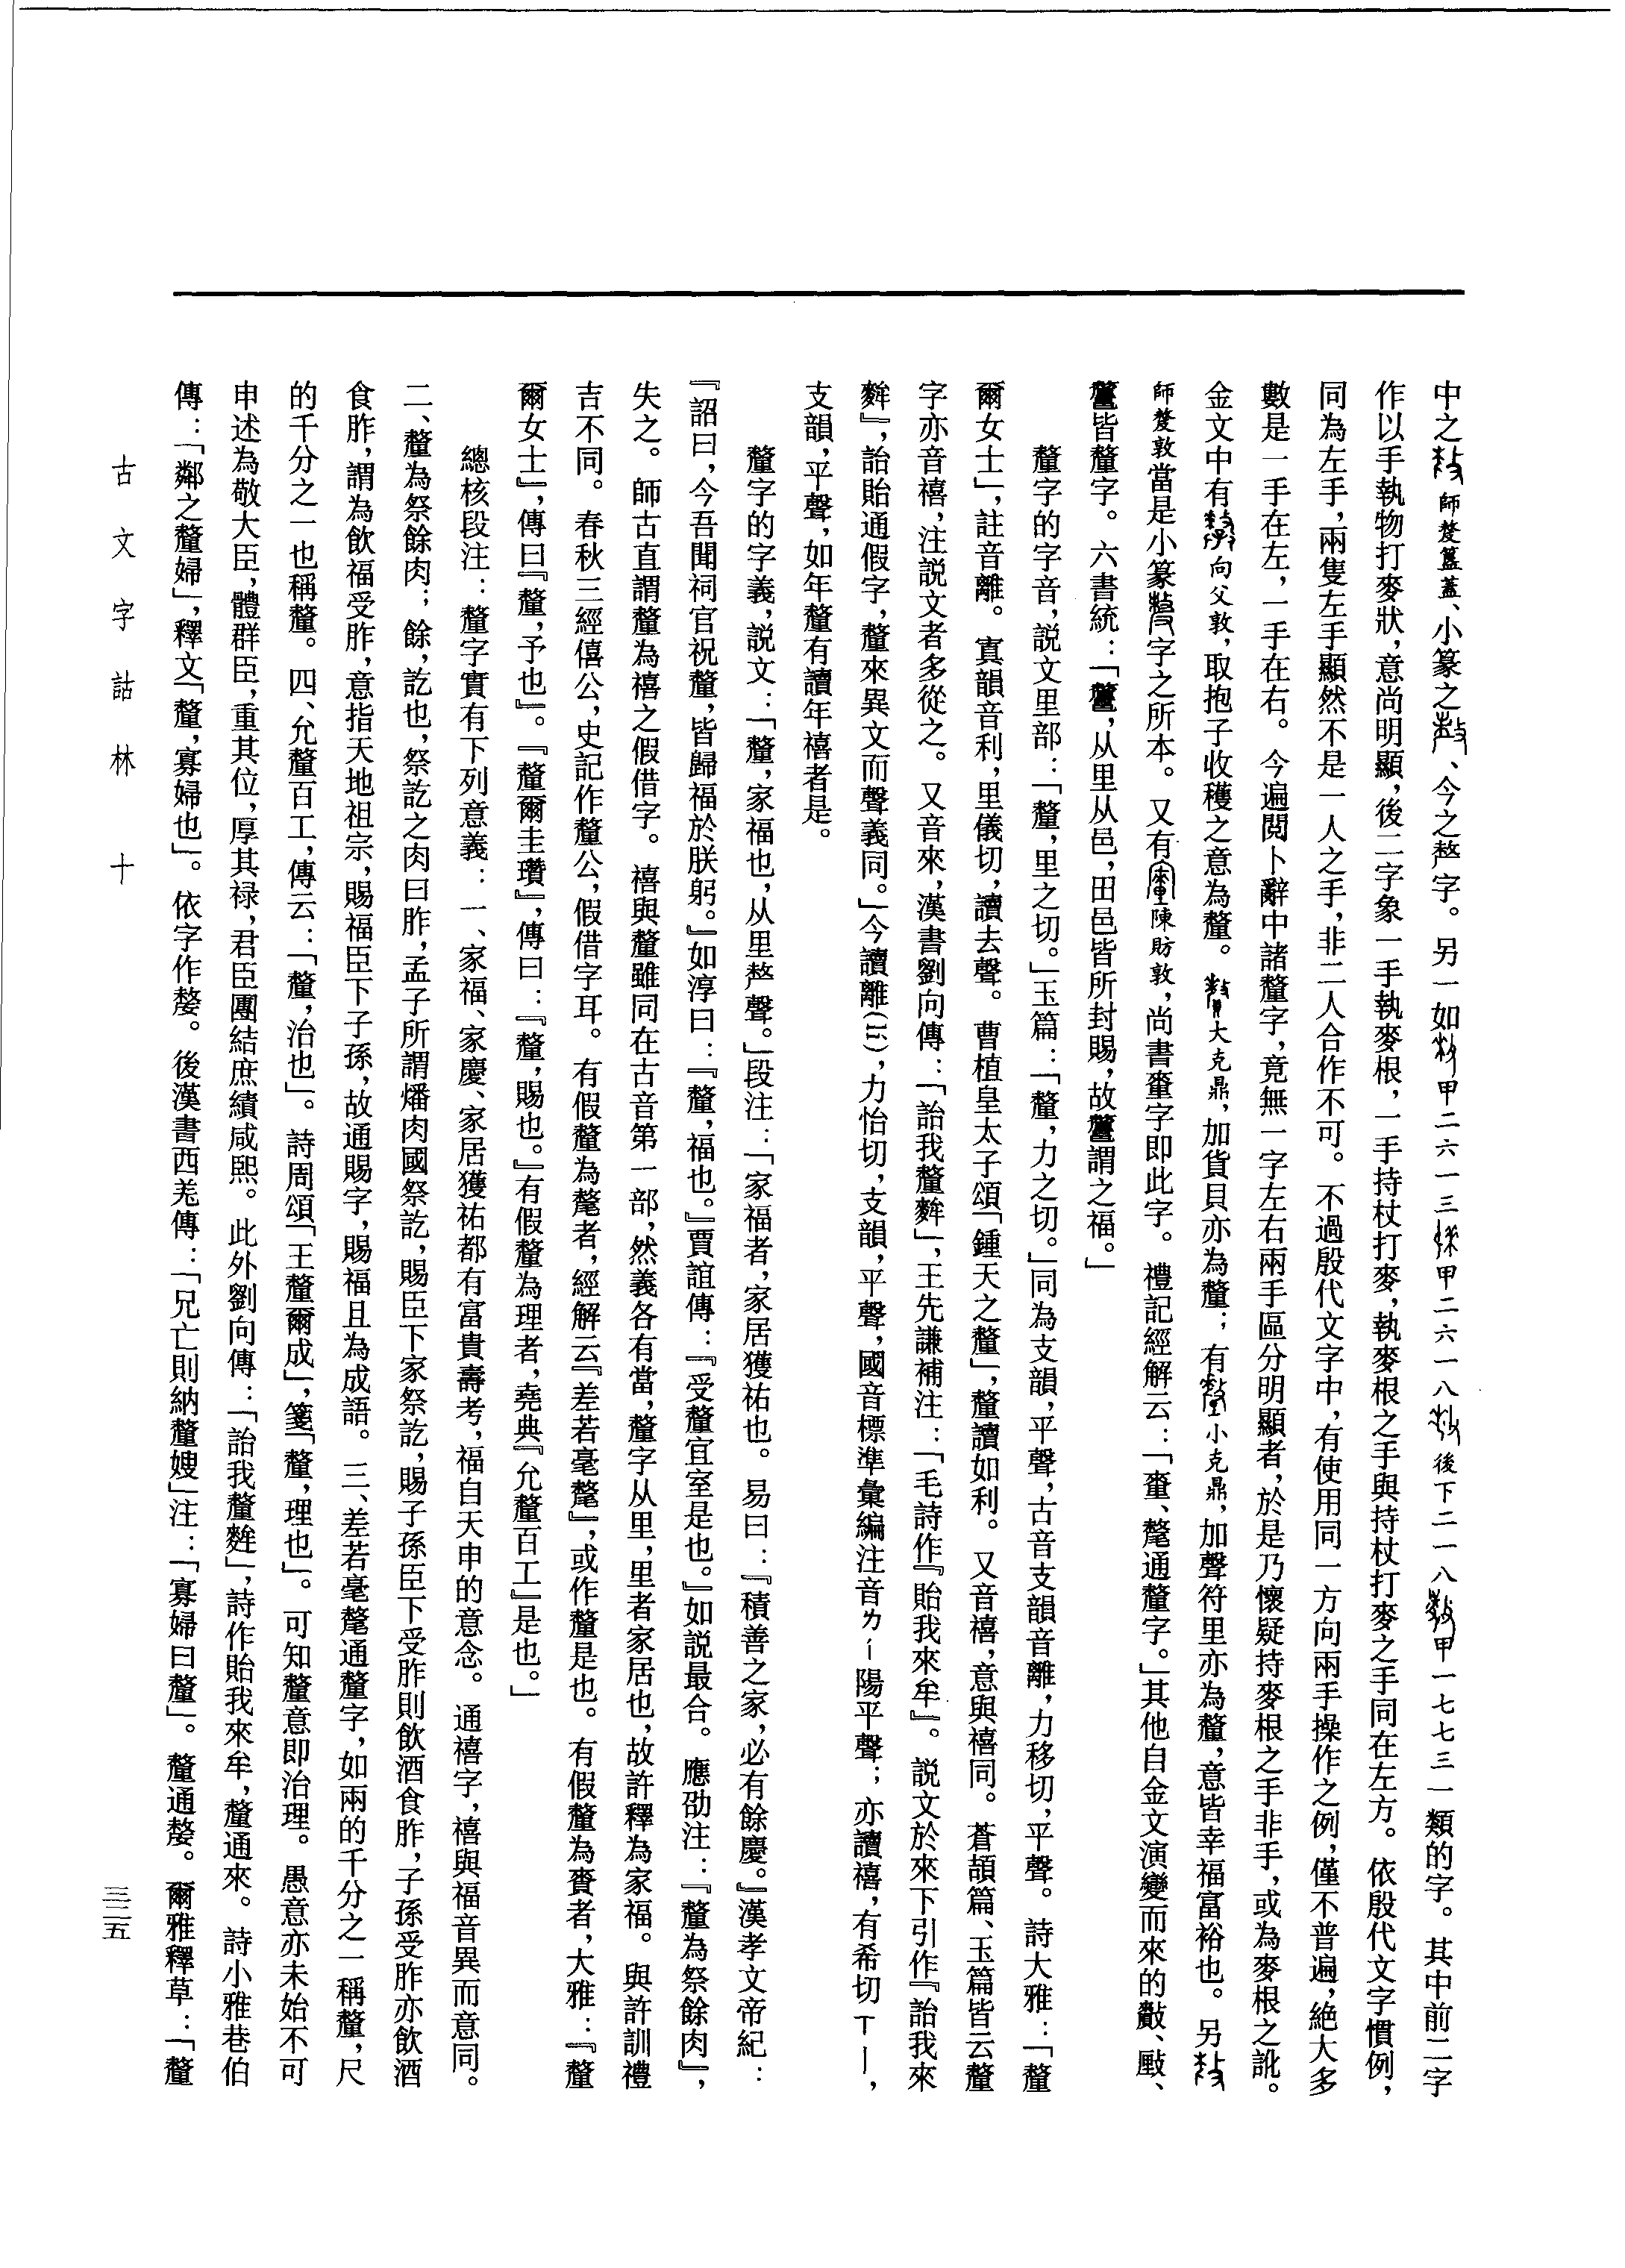 中之 師𠩺簋蓋、小篆之 、今之𠩺字。另一如 甲二六一三 甲二六一八 後下二一八 甲一七七三一類的字。其中前二字
作以手執物打麥狀，意尚明顯，後二字象一手執麥根，一手持杖打麥，執麥根之手與持杖打麥之手同在左方。依殷代文字慣例，
同為左手，兩隻左手顯然不是一人之手，非二人合作不可。不過殷代文字中，有使用同一方向兩手操作之例，僅不普遍，絕大多
數是一手在左，一手在右。今遍閱卜辭中諸釐字，竟無一字左右兩手區分明顯者，於是乃懷疑持麥根之手非手，或為麥根之訛。
金文中有 向父敦，取抱子收穫之意為釐。 大克鼎，加貨貝亦為釐；有 小克鼎，加聲符里亦為釐，意皆幸福富裕也。另
師𠩺敦當是小篆 字之所本。又有 陳肪敦，尚書 字即此字。禮記經解云：「 、氂通釐字。」其他自金文演變而來的 、 、
皆釐字。六書統：「 ，从里从邑，田邑皆所封賜，故 謂之福。」
釐字的字音，説文里部：「釐，里之切。」玉篇：「釐，力之切。」同為支韻，平聲，古音支韻音離，力移切，平聲。詩大雅：「釐
爾女士」，註音離。寘韻音利，里儀切，讀去聲。曹植皇太子頌「鍾天之釐」，釐讀如利。又音禧，意與禧同。蒼頡篇、玉篇皆云釐
字亦音禧，注説文者多從之。又音來，漢書劉向傳：「詒我釐麰」，王先謙補注：「毛詩作『貽我來牟』。説文於來下引作『詒我來
麰』，詒貽通假字，釐來異文而聲義同。」今讀離(ㄌㄧ)，力怡切，支韻，平聲，國音標準彙編注音ㄌㄧ陽平聲；亦讀禧，有希切ㄒㄧ，
支韻，平聲，如年釐有讀年禧者是。
釐字的字義，説文：「釐，家福也，从里𠩺聲。」段注：「家福者，家居獲祐也。易曰：『積善之家，必有餘慶。』漢孝文帝紀：
『詔曰，今吾聞祠官祝釐，皆歸福於朕躬。』如淳曰：『釐，福也。』賈誼傳：『受釐宣室是也。』如説最合。應劭注：『釐為祭餘肉』，
失之。師古直謂釐為禧之假借字。禧與釐雖同在古音第一部，然義各有當，釐字从里，里者家居也，故許釋為家福。與許訓禮
吉不同。春秋三經僖公，史記作釐公，假借字耳。有假釐為氂者，經解云『差若毫氂』，或作釐是也。有假釐為賚者，大雅：『釐
爾女士』，傳曰『釐，予也』。『釐爾圭瓚』，傳曰：『釐，賜也。』有假釐為理者，堯典『允釐百工』是也。」
總核段注：釐字實有下列意義：一、家福、家慶、家居獲祐都有富貴壽考，福自天申的意念。通禧字，禧與福音異而意同。
二、釐為祭餘肉；餘，訖也，祭訖之肉曰胙，孟子所謂燔肉國祭訖，賜臣下家祭訖，賜子孫臣下受胙則飲酒食胙，子孫受胙亦飲酒
食胙，謂為飲福受胙，意指天地祖宗，賜福臣下子孫，故通賜字，賜福且為成語。三、差若毫氂通釐字，如兩的千分之一稱釐，尺
的千分之一也稱釐。四、允釐百工，傳云：「釐，治也」。詩周頌「王釐爾成」，箋「釐，理也」。可知釐意即治理。愚意亦未始不可
申述為敬大臣，體群臣，重其位，厚其祿，君臣團結庶績咸熙。此外劉向傳：「詒我釐麰」，詩作貽我來牟，釐通來。詩小雅巷伯
傳：「鄰之釐婦」，釋文「釐，寡婦也」。依字作嫠。後漢書西羌傳：「兄亡則納釐嫂」注：「寡婦曰釐」。釐通嫠。爾雅釋草：「釐
古文字詁林 十
三三五